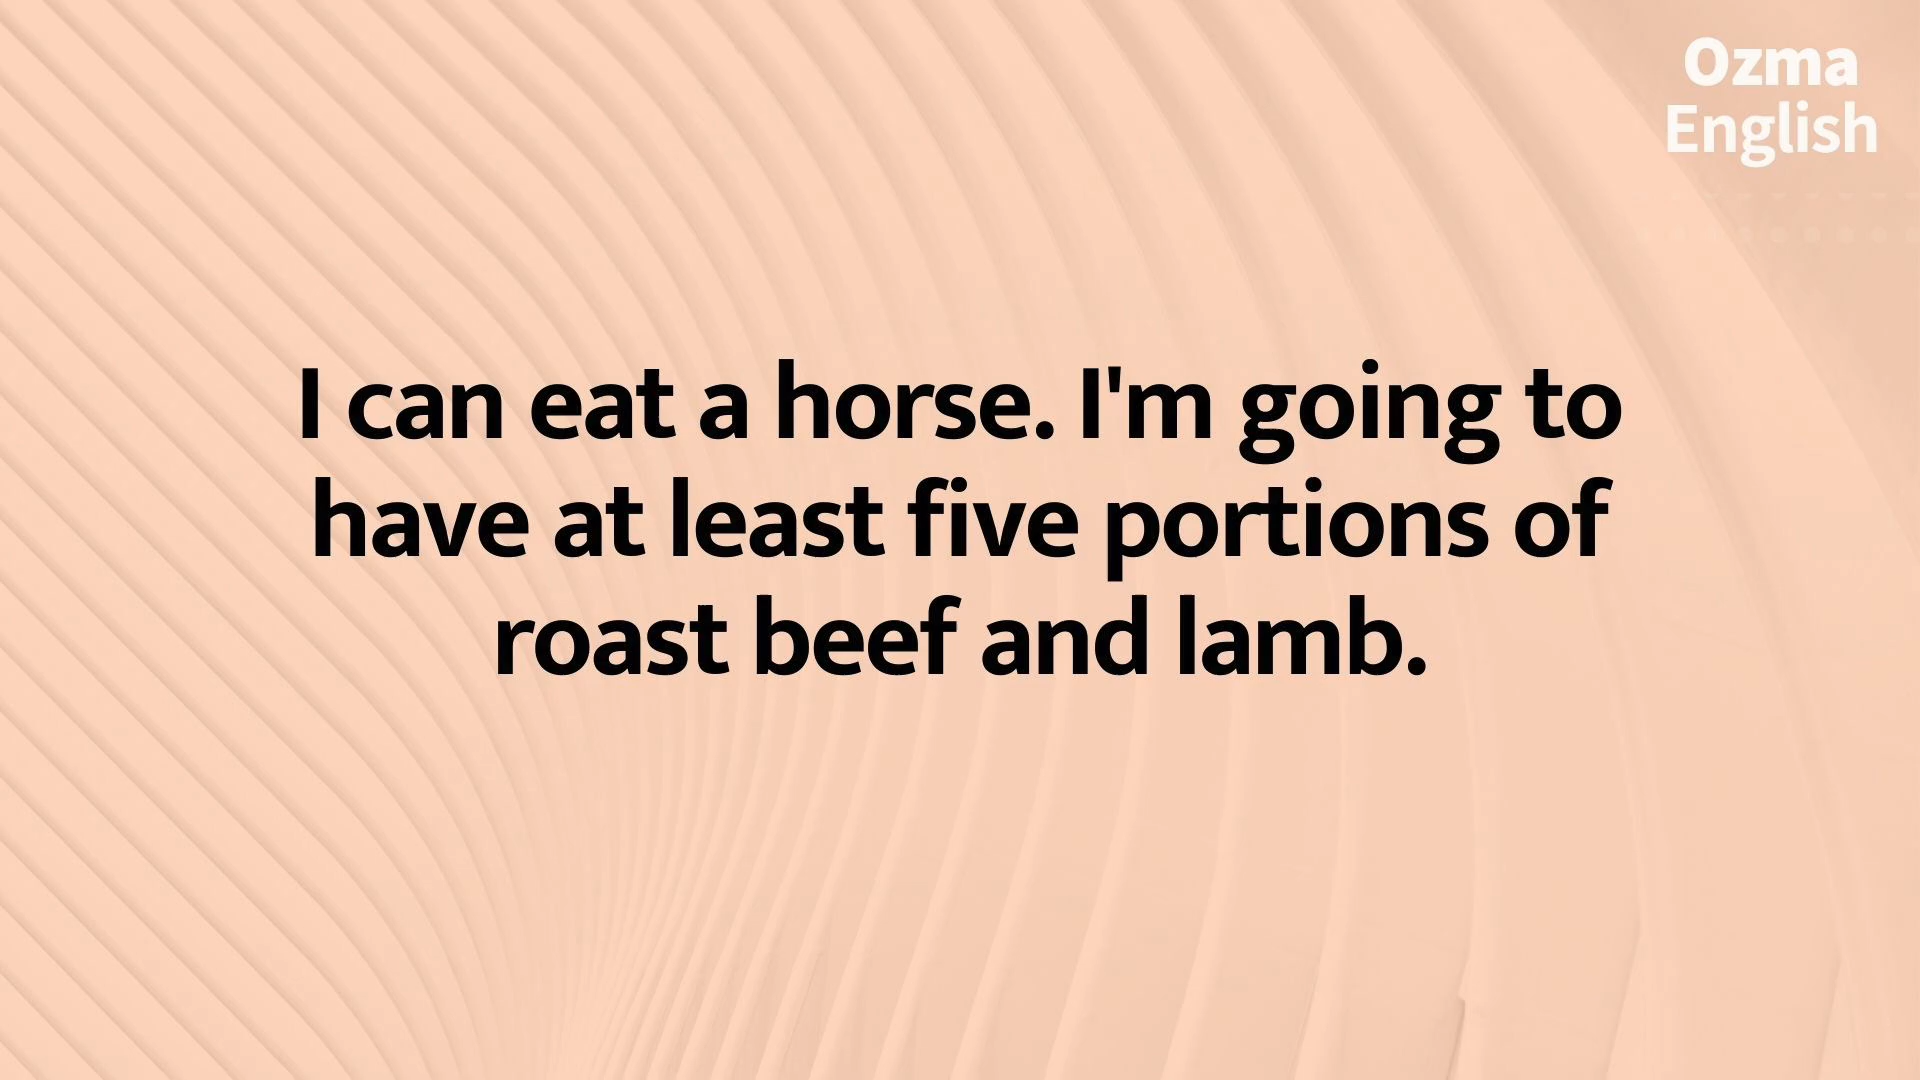 Ozma
English
I can eat a horse. I'm going to
have at least five portions of
roast beef and lamb.